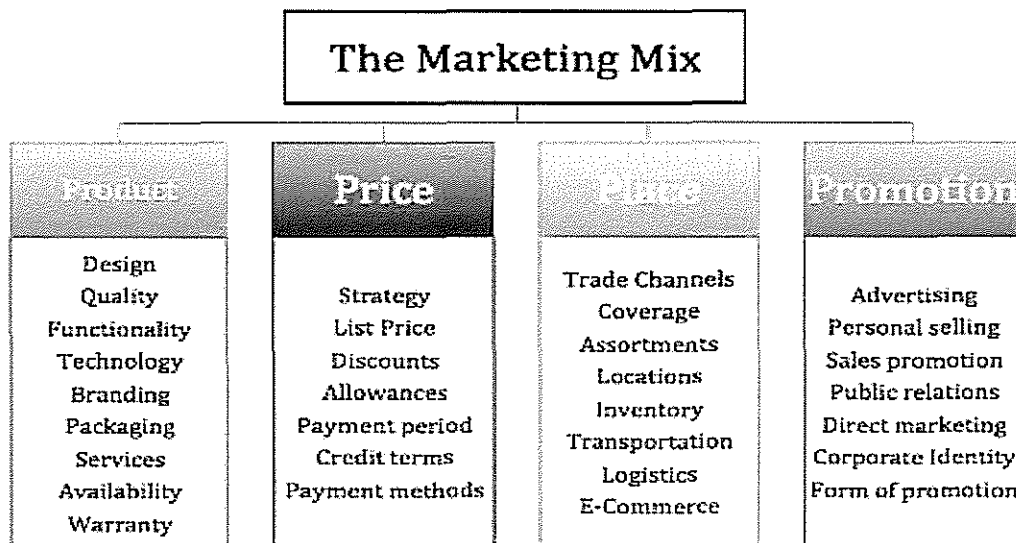 The Marketing Mix
Product
Design
Quality
Functionality
Technology
Branding
Packaging
Services
Availability
Warranty
Price
Strategy
List Price
Discounts
Allowances
Payment period
Credit terms
Payment methods
Place
Trade Channels
Coverage
Assortments
Locations
Inventory
Transportation
Logistics
E-Commerce
Promotion
Advertising
Personal selling
Sales promotion
Public relations
Direct marketing
Corporate Identity
Form of promotion